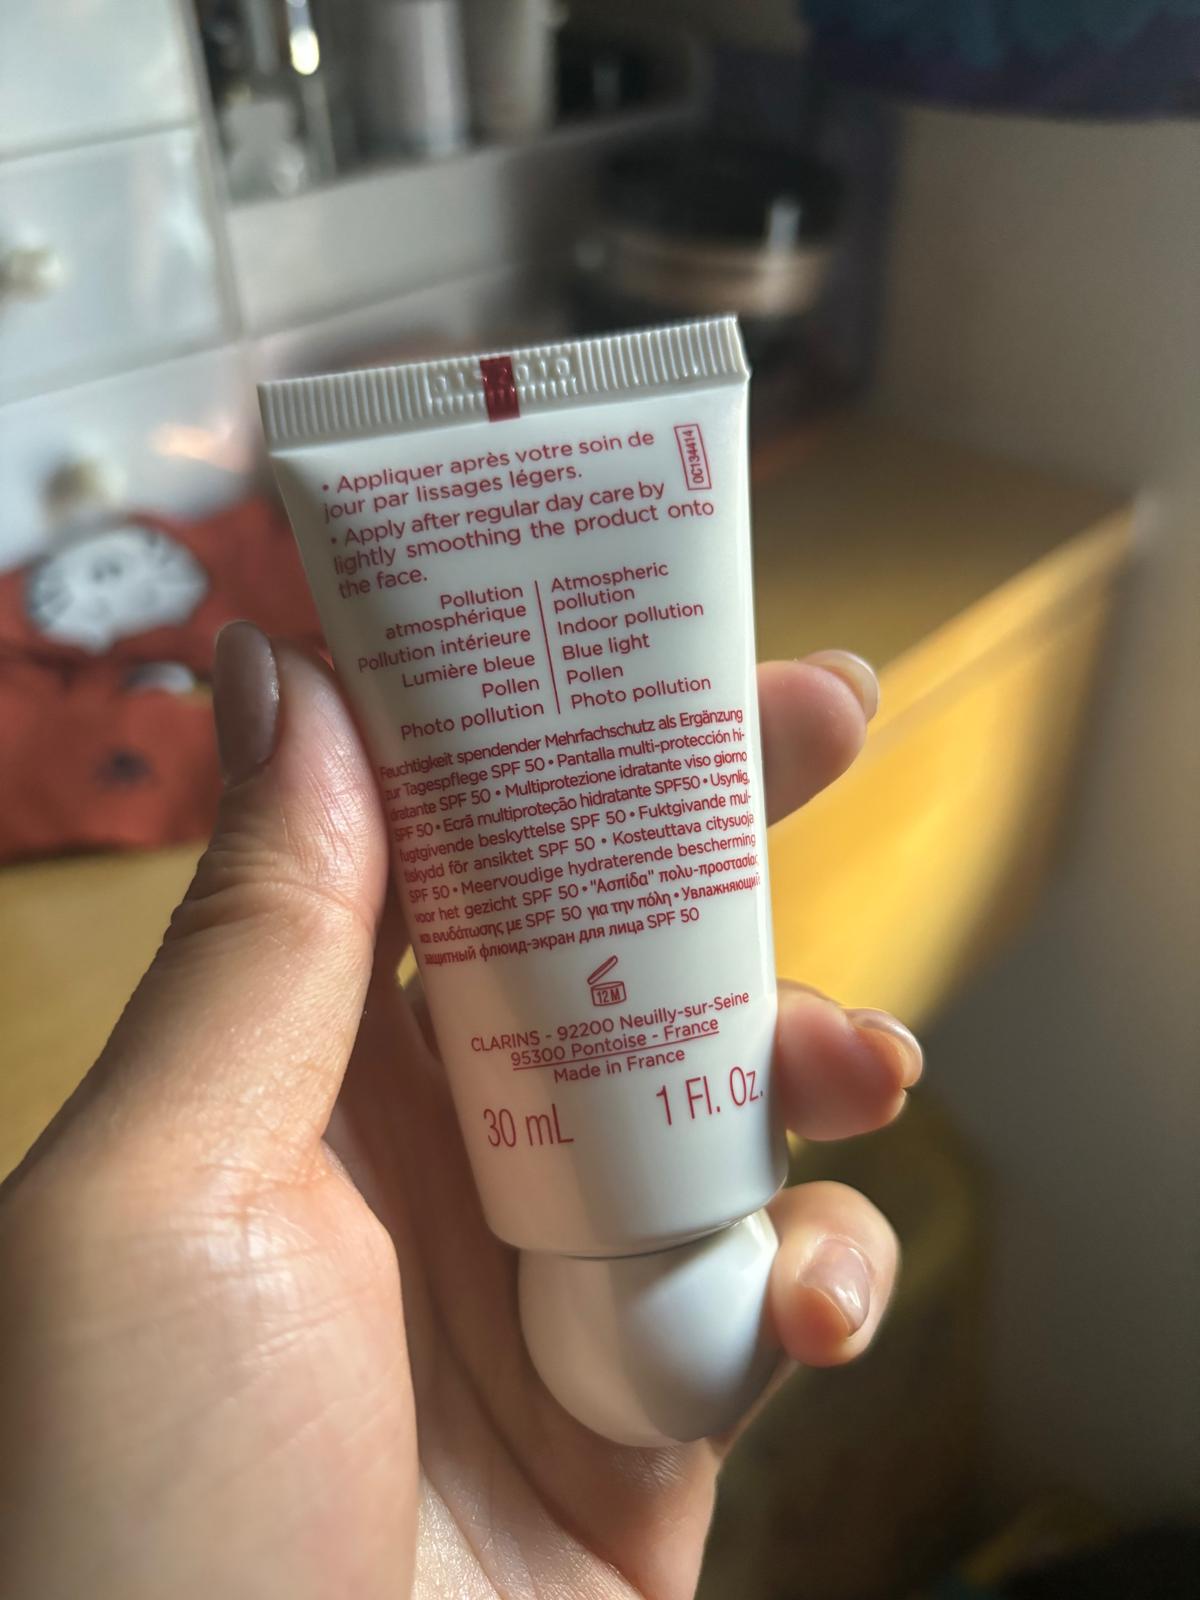 0C134414
• Appliquer après votre soin de
jour par lissages légers.
• Apply after regular day care by
lightly smoothing the product onto
the face.
Pollution
atmosphérique
Pollution intérieure
Lumière bleue
Pollen
Photo pollution
Atmospheric
pollution
Indoor pollution
Blue light
Pollen
Photo pollution
Feuchtigkeit spendender Mehrfachschutz als Ergänzung
zur Tagespflege SPF 50 • Pantalla multi-protección hi-
dratante SPF 50 • Multiprotezione idratante viso giorno
SPF 50 • Ecrã multiproteção hidratante SPF50 • Usynlig,
fugtgivende beskyttelse SPF 50 • Fuktgivande mul-
tiskydd för ansiktet SPF 50 • Kosteuttava citysuoja
SPF 50 • Meervoudige hydraterende bescherming
voor het gezicht SPF 50 • "Ασπίδα" πολυ-προστασίας
και ενυδάτωσης με SPF 50 για την πόλη • Увлажняющий
защитный флюид-экран для лица SPF 50
12M
CLARINS - 92200 Neuilly-sur-Seine
95300 Pontoise - France
Made in France
30 mL
1 Fl. Oz.